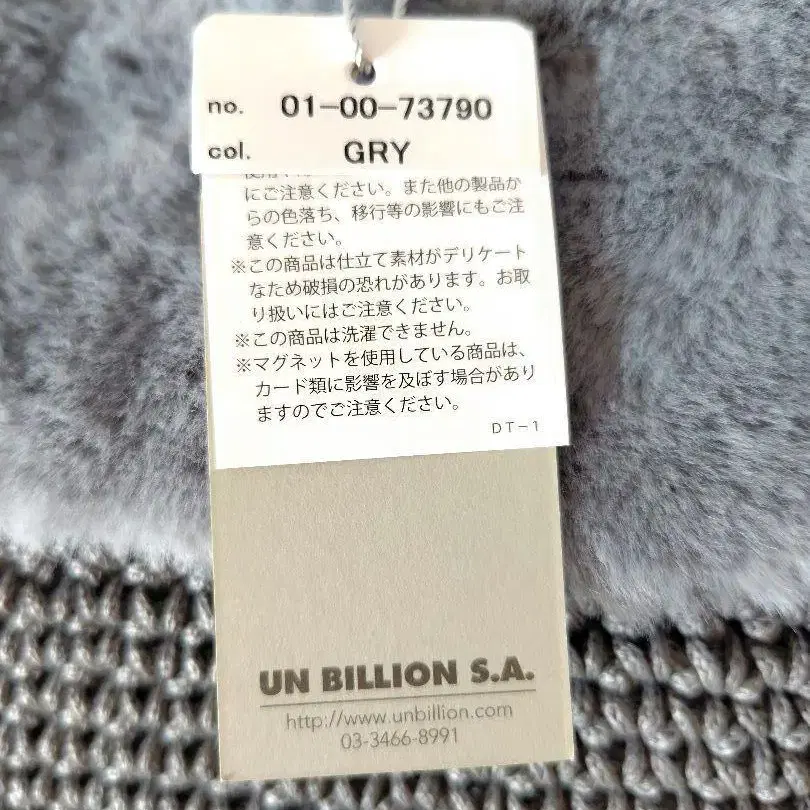 no. 01-00-73790
col. GRY
にご注意ください。また他の製品か
らの色落ち、移行等の影響にもご注
意ください。
※この商品は仕立て素材がデリケート
なため破損の恐れがあります。お取
り扱いにはご注意ください。
※この商品は洗濯できません。
※マグネットを使用している商品は、
カード類に影響を及ぼす場合があり
ますのでご注意ください。
DT-1
UN BILLION S.A.
http://www.unbillion.com
03-3466-8991